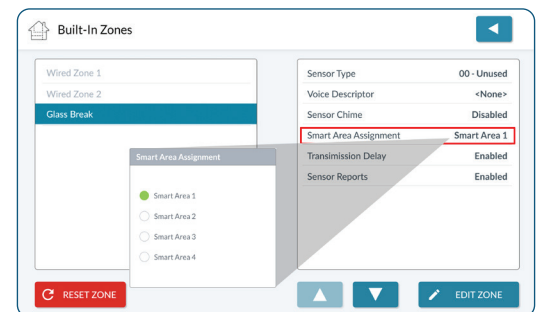 Built-In Zones
Wired Zone 1
Wired Zone 2
Glass Break
Sensor Type 00 - Unused
Voice Descriptor <None>
Sensor Chime Disabled
Smart Area Assignment Smart Area 1
Transmission Delay Enabled
Sensor Reports Enabled
Smart Area Assignment
Smart Area 1
Smart Area 2
Smart Area 3
Smart Area 4
RESET ZONE
EDIT ZONE